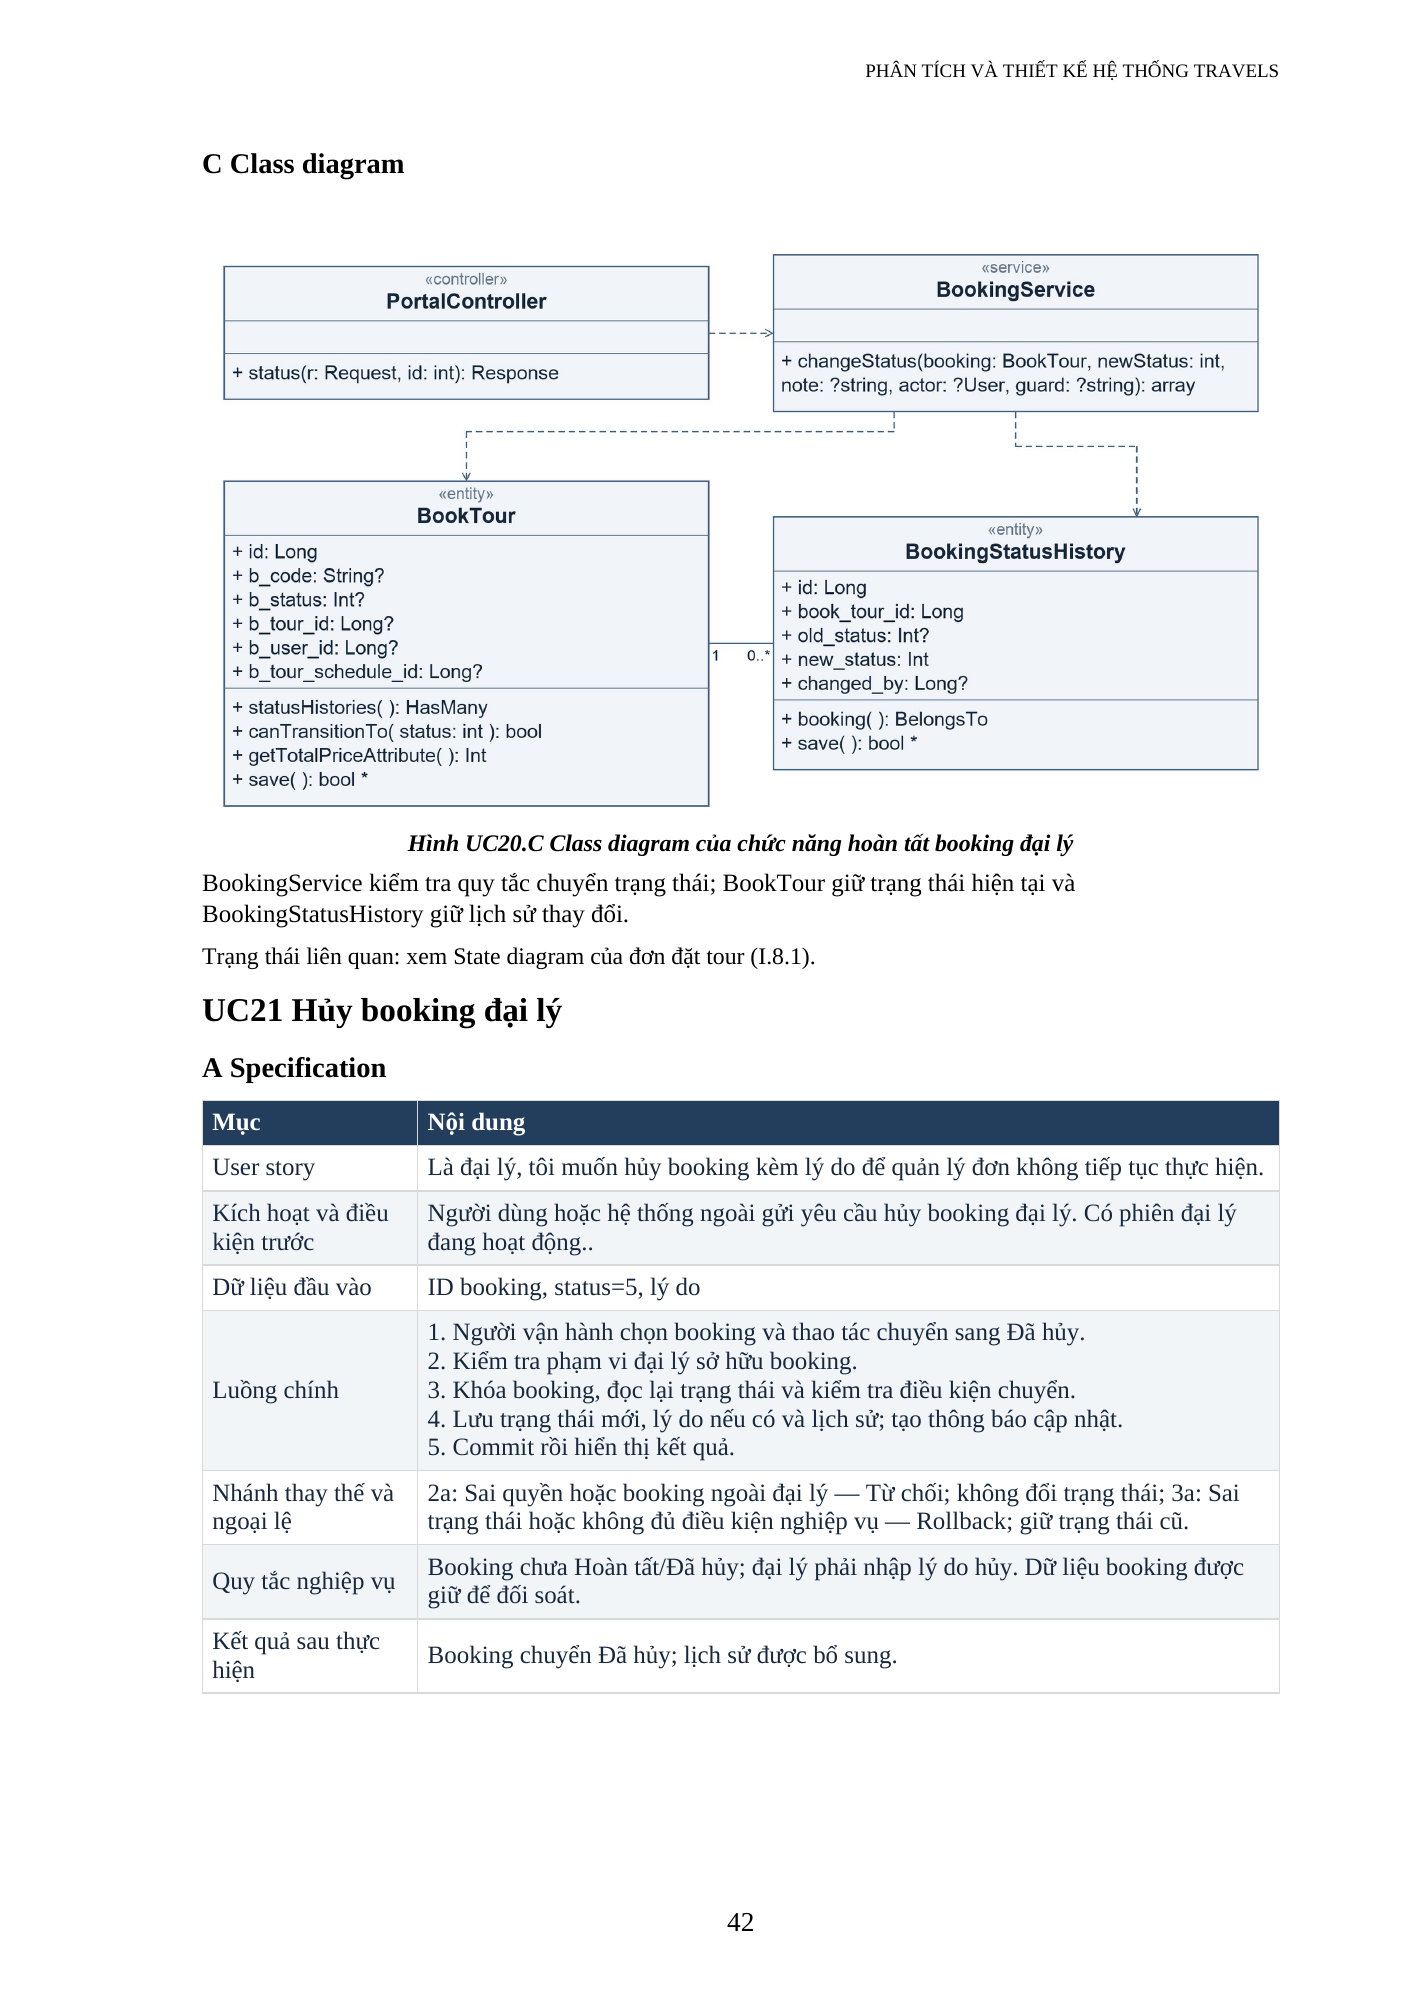 PHÂN TÍCH VÀ THIẾT KẾ HỆ THỐNG TRAVELS
C Class diagram
«controller»
PortalController
+ status(r: Request, id: int): Response
«service»
BookingService
+ changeStatus(booking: BookTour, newStatus: int,
note: ?string, actor: ?User, guard: ?string): array
«entity»
BookTour
+ id: Long
+ b_code: String?
+ b_status: Int?
+ b_tour_id: Long?
+ b_user_id: Long?
+ b_tour_schedule_id: Long?
+ statusHistories( ): HasMany
+ canTransitionTo( status: int ): bool
+ getTotalPriceAttribute( ): Int
+ save( ): bool *
1 0..*
«entity»
BookingStatusHistory
+ id: Long
+ book_tour_id: Long
+ old_status: Int?
+ new_status: Int
+ changed_by: Long?
+ booking( ): BelongsTo
+ save( ): bool *
Hình UC20.C Class diagram của chức năng hoàn tất booking đại lý
BookingService kiểm tra quy tắc chuyển trạng thái; BookTour giữ trạng thái hiện tại và
BookingStatusHistory giữ lịch sử thay đổi.
Trạng thái liên quan: xem State diagram của đơn đặt tour (I.8.1).
UC21 Hủy booking đại lý
A Specification
Mục Nội dung
User story Là đại lý, tôi muốn hủy booking kèm lý do để quản lý đơn không tiếp tục thực hiện.
Kích hoạt và điều
kiện trước
Người dùng hoặc hệ thống ngoài gửi yêu cầu hủy booking đại lý. Có phiên đại lý
đang hoạt động..
Dữ liệu đầu vào ID booking, status=5, lý do
Luồng chính
1. Người vận hành chọn booking và thao tác chuyển sang Đã hủy.
2. Kiểm tra phạm vi đại lý sở hữu booking.
3. Khóa booking, đọc lại trạng thái và kiểm tra điều kiện chuyển.
4. Lưu trạng thái mới, lý do nếu có và lịch sử; tạo thông báo cập nhật.
5. Commit rồi hiển thị kết quả.
Nhánh thay thế và
ngoại lệ
2a: Sai quyền hoặc booking ngoài đại lý — Từ chối; không đổi trạng thái; 3a: Sai
trạng thái hoặc không đủ điều kiện nghiệp vụ — Rollback; giữ trạng thái cũ.
Quy tắc nghiệp vụ
Booking chưa Hoàn tất/Đã hủy; đại lý phải nhập lý do hủy. Dữ liệu booking được
giữ để đối soát.
Kết quả sau thực
hiện
Booking chuyển Đã hủy; lịch sử được bổ sung.
42